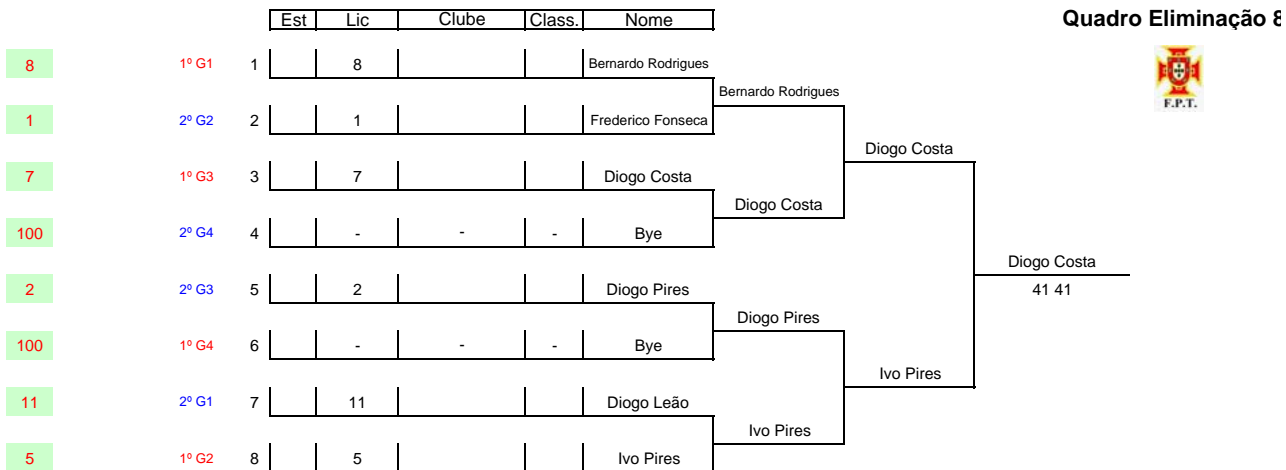 Est Lic Clube Class. Nome
Quadro Eliminação 8
8 1º G1 1 8 Bernardo Rodrigues
F.P.T.
Bernardo Rodrigues
1 2º G2 2 1 Frederico Fonseca
Diogo Costa
7 1º G3 3 7 Diogo Costa
Diogo Costa
100 2º G4 4 - - - Bye
Diogo Costa
2 2º G3 5 2 Diogo Pires
41 41
Diogo Pires
100 1º G4 6 - - - Bye
Ivo Pires
11 2º G1 7 11 Diogo Leão
Ivo Pires
5 1º G2 8 5 Ivo Pires